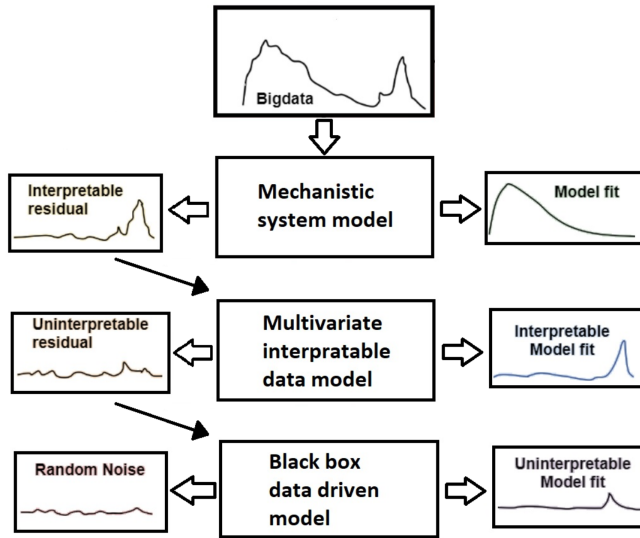 Bigdata
Interpretable
residual
Mechanistic
system model
Model fit
Uninterpretable
residual
Multivariate
interpratable
data model
Interpretable
Model fit
Random Noise
Black box
data driven
model
Uninterpretable
Model fit